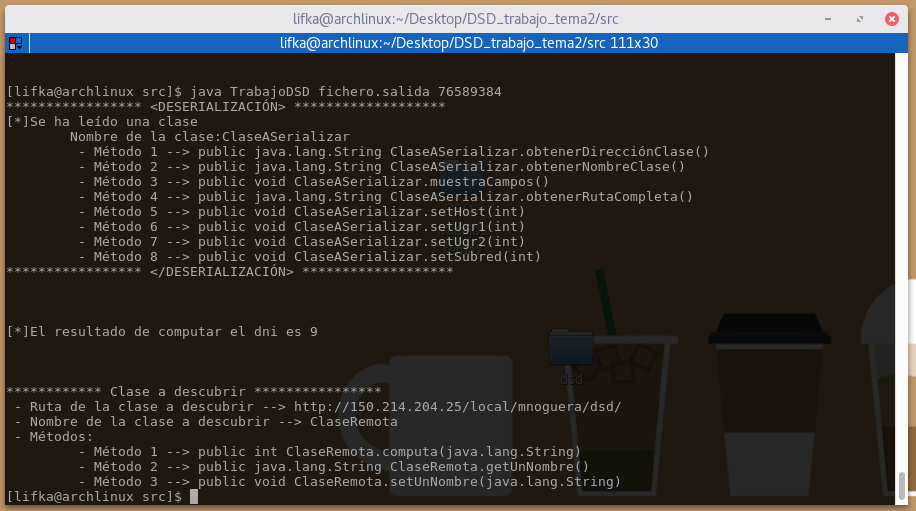 lifka@archlinux:~/Desktop/DSD_trabajo_tema2/src
lifka@archlinux:~/Desktop/DSD_trabajo_tema2/src 111x30
[lifka@archlinux src]$ java TrabajoDSD fichero.salida 76589384
***************** <DESERIALIZACIÓN> *******************
[*]Se ha leído una clase
Nombre de la clase:ClaseASerializar
- Método 1 --> public java.lang.String ClaseASerializar.obtenerDirecciónClase()
- Método 2 --> public java.lang.String ClaseASerializar.obtenerNombreClase()
- Método 3 --> public void ClaseASerializar.muestraCampos()
- Método 4 --> public java.lang.String ClaseASerializar.obtenerRutaCompleta()
- Método 5 --> public void ClaseASerializar.setHost(int)
- Método 6 --> public void ClaseASerializar.setUgr1(int)
- Método 7 --> public void ClaseASerializar.setUgr2(int)
- Método 8 --> public void ClaseASerializar.setSubred(int)
***************** </DESERIALIZACIÓN> *******************
[*]El resultado de computar el dni es 9
dsd
************ Clase a descubrir ****************
- Ruta de la clase a descubrir --> http://150.214.204.25/local/mnoguera/dsd/
- Nombre de la clase a descubrir --> ClaseRemota
- Métodos:
- Método 1 --> public int ClaseRemota.computa(java.lang.String)
- Método 2 --> public java.lang.String ClaseRemota.getUnNombre()
- Método 3 --> public void ClaseRemota.setUnNombre(java.lang.String)
[lifka@archlinux src]$